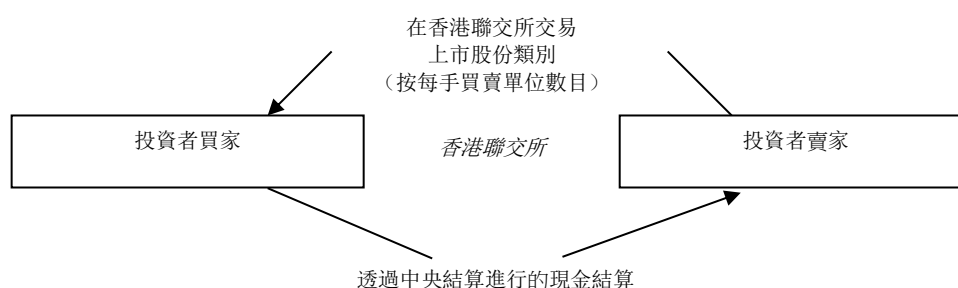 在香港聯交所交易
上市股份類別
（按每手買賣單位數目）
投資者買家
香港聯交所
投資者賣家
透過中央結算進行的現金結算